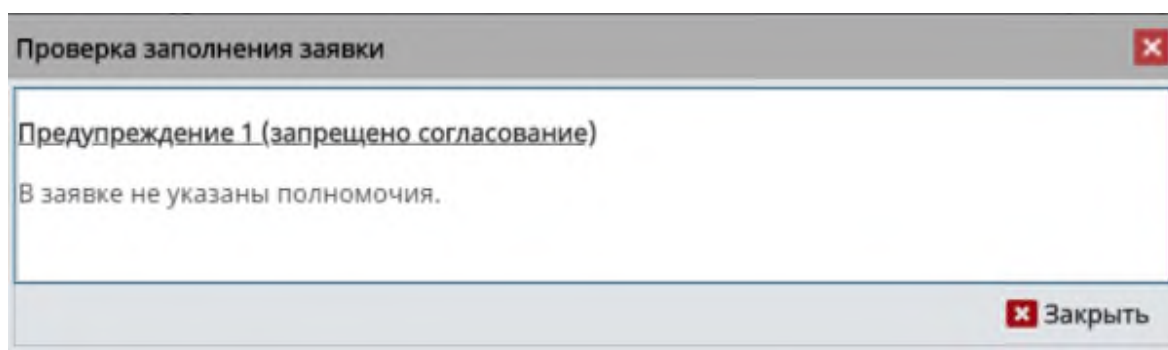 Проверка заполнения заявки
Предупреждение 1 (запрещено согласование)
В заявке не указаны полномочия.
Закрыть